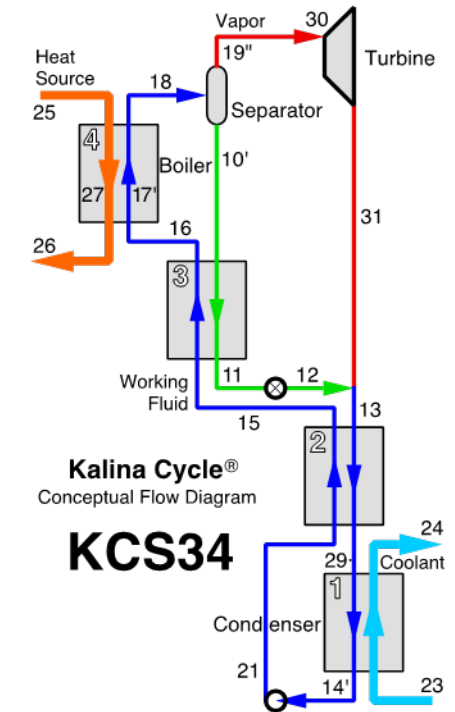 Vapor
30
Heat
Source
19"
Turbine
18
25
Separator
4
Boiler
10'
27
17'
31
26
16
3
11
12
Working
Fluid
15
13
2
Kalina Cycle®
Conceptual Flow Diagram
KCS34
24
29
Coolant
1
Condenser
21
14'
23